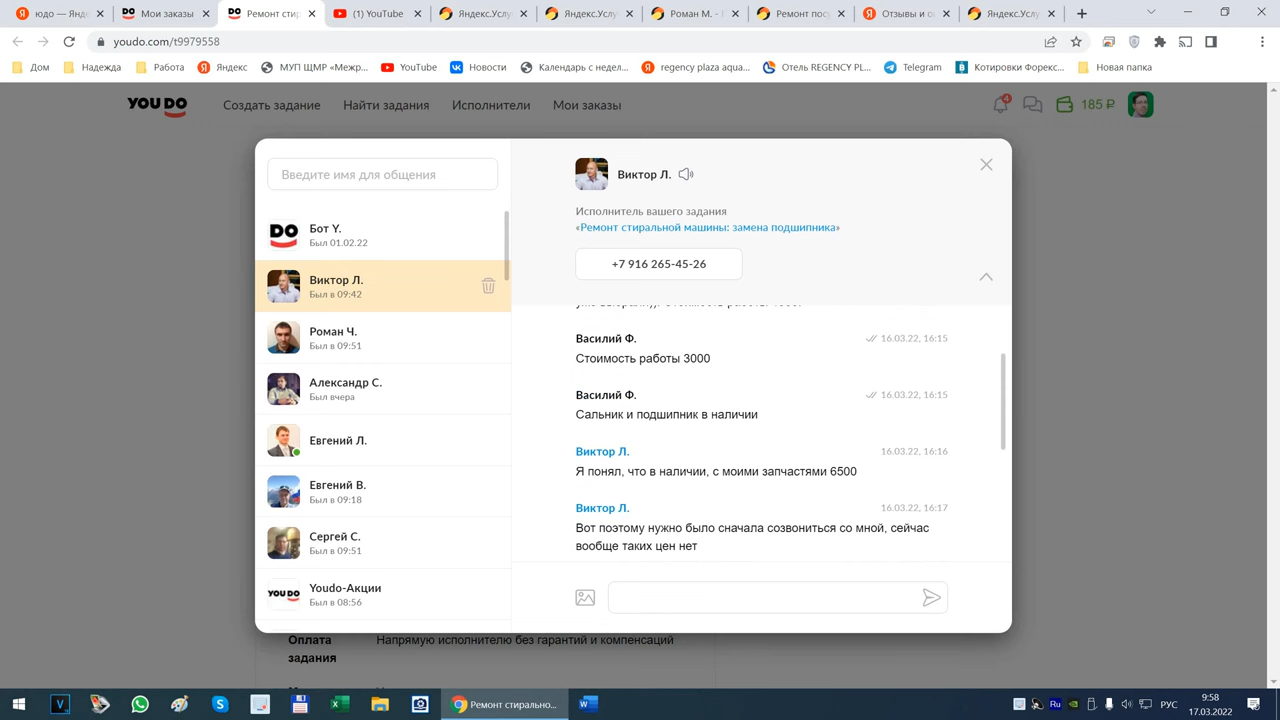 юдо — Янд
Мои заказы
Ремонт стир
(1) YouTube
Яндекс.Услу
Яндекс.Услу
Роман М. -
Ремонт посу
Отзывы и о
Яндекс.Услу
youdo.com/t9979558
Дом
Надежда
Работа
Яндекс
МУП ЩМР «Межр...
YouTube
Новости
Календарь с недел...
regency plaza aqua...
Отель REGENCY PL...
Telegram
Котировки Форекс...
Новая папка
YOU DO
Создать задание
Найти задания
Исполнители
Мои заказы
4
185 ₽
Введите имя для общения
DO
Бот Y.
Был 01.02.22
Виктор Л.
Был в 09:42
Роман Ч.
Был в 09:51
Александр С.
Был вчера
Евгений Л.
Евгений В.
Был в 09:18
Сергей С.
Был в 09:51
YOU DO
Youdo-Акции
Был в 08:56
Виктор Л.
Исполнитель вашего задания
«Ремонт стиральной машины: замена подшипника»
+7 916 265-45-26
Василий Ф.
16.03.22, 16:15
Стоимость работы 3000
Василий Ф.
16.03.22, 16:15
Сальник и подшипник в наличии
Виктор Л.
16.03.22, 16:16
Я понял, что в наличии, с моими запчастями 6500
Виктор Л.
16.03.22, 16:17
Вот поэтому нужно было сначала созвониться со мной, сейчас
вообще таких цен нет
Оплата
задания
Напрямую исполнителю без гарантий и компенсаций
Ремонт стирально...
Ru
РУС
9:58
17.03.2022